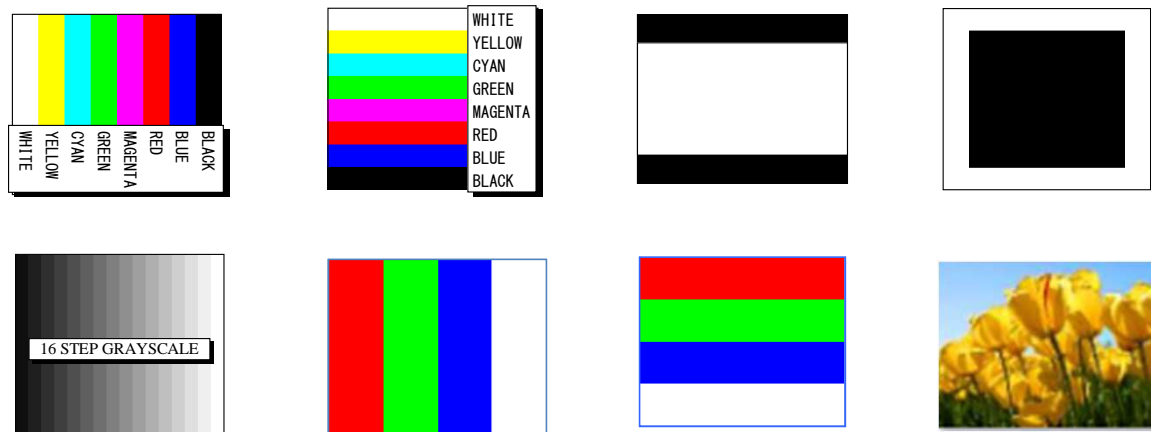 WHITE
YELLOW
CYAN
GREEN
MAGENTA
RED
BLUE
BLACK
WHITE
YELLOW
CYAN
GREEN
MAGENTA
RED
BLUE
BLACK
16 STEP GRAYSCALE